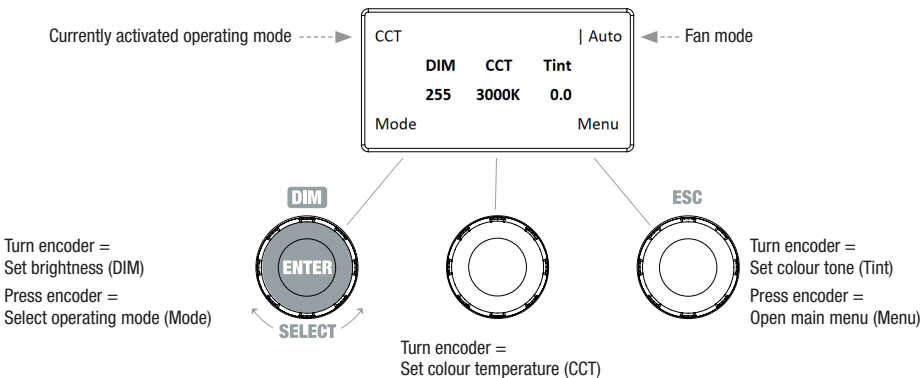 Currently activated operating mode
CCT | Auto
Fan mode
DIM CCT Tint
255 3000K 0.0
Mode Menu
DIM
ESC
ENTER
SELECT
Turn encoder =
Set brightness (DIM)
Press encoder =
Select operating mode (Mode)
Turn encoder =
Set colour temperature (CCT)
Turn encoder =
Set colour tone (Tint)
Press encoder =
Open main menu (Menu)